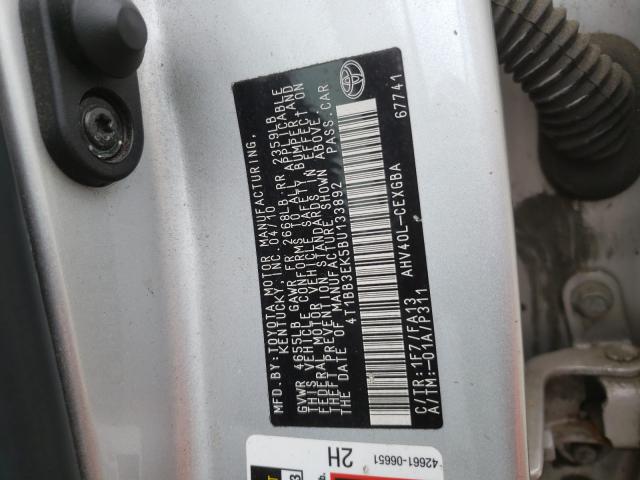 MFD.BY:TOYOTA MOTOR MANUFACTURING,
KENTUCKY, INC. 04/10
GVWR 4655LB GAWR FR 2668LB RR 2359LB
THIS VEHICLE CONFORMS TO ALL APPLICABLE
FEDERAL MOTOR VEHICLE SAFETY BUMPER, AND
THEFT PREVENTION STANDARDS IN EFFECT ON
THE DATE OF MANUFACTURE SHOWN ABOVE.
4T1BB3EK5BU133892 PASS.CAR
C/TR:1F7/FA13 AHV40L-CEXGBA
A/TM:-01A/P311 67741
42661-06651
2H